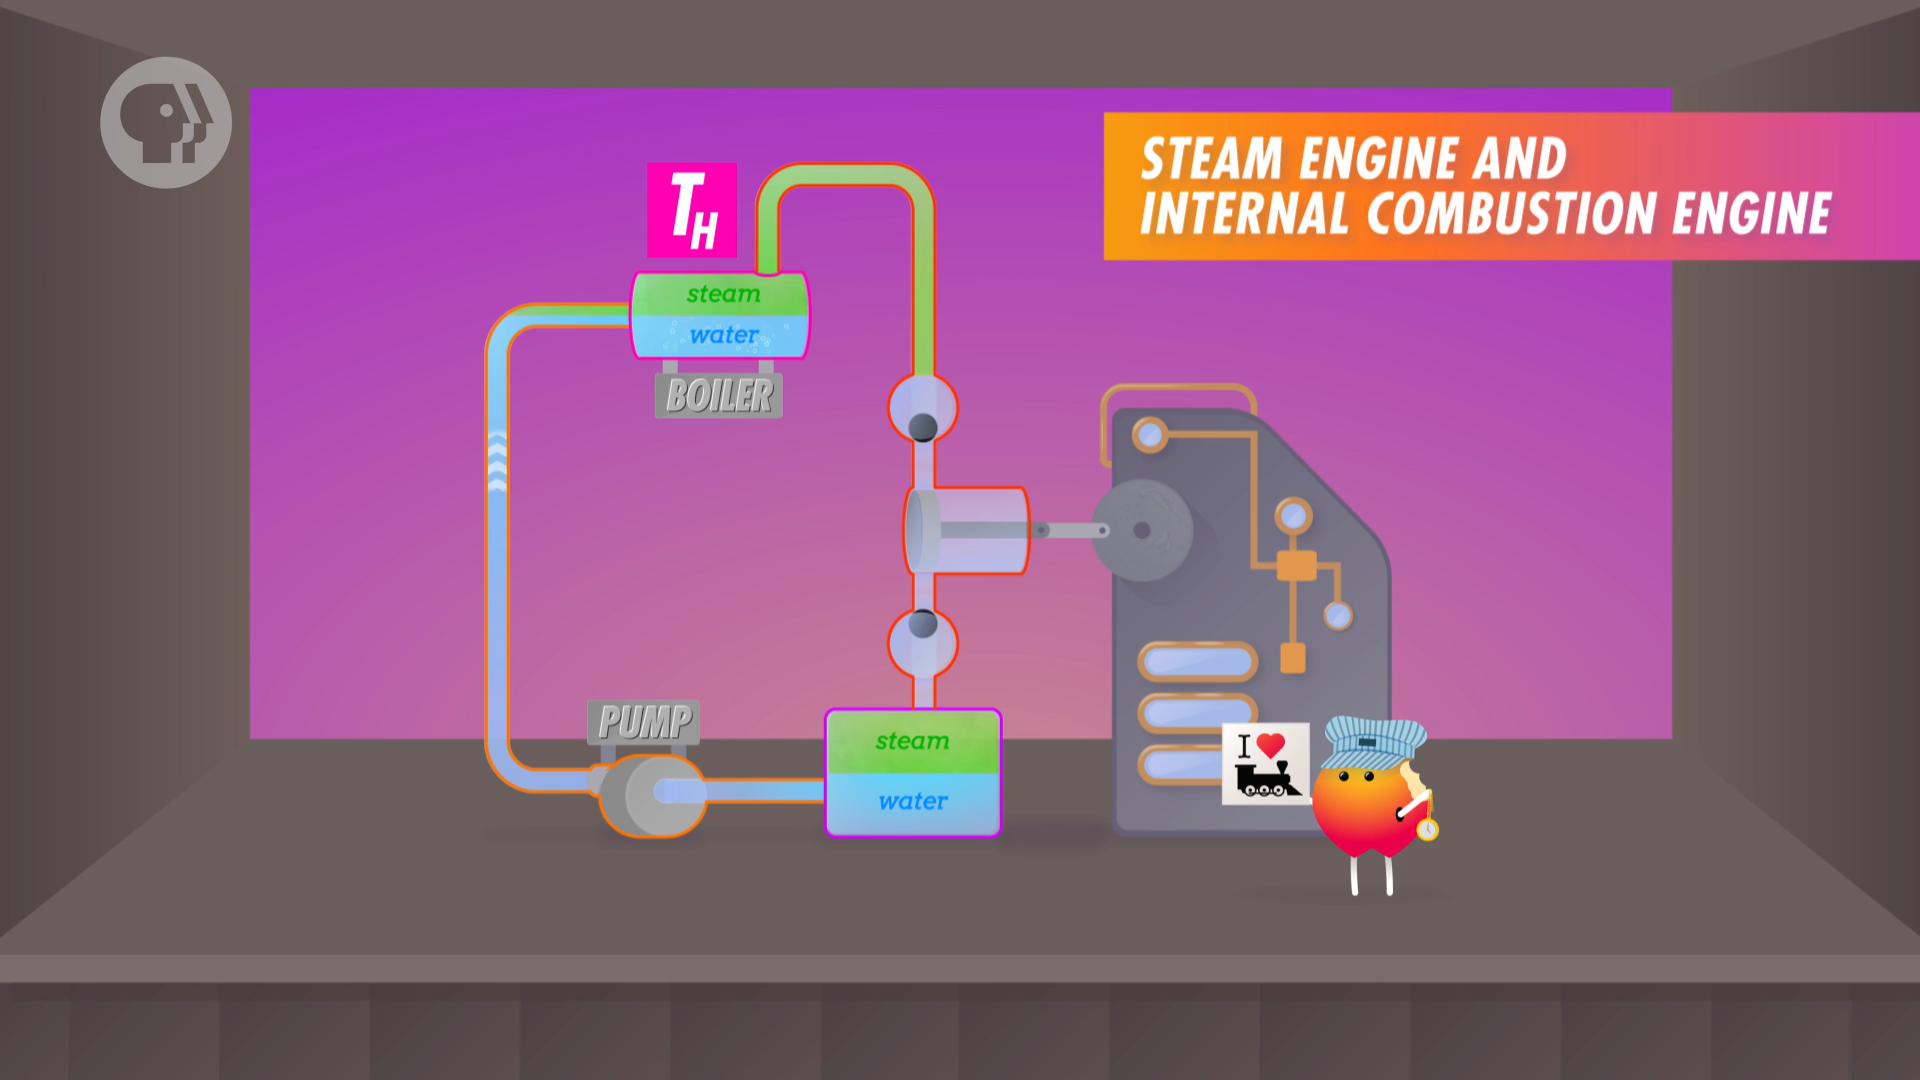 STEAM ENGINE AND
INTERNAL COMBUSTION ENGINE
TH
steam
water
BOILER
PUMP
steam
water
I